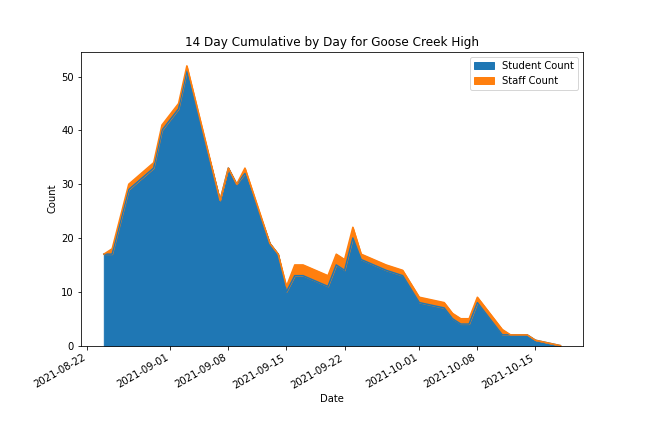 14 Day Cumulative by Day for Goose Creek High
Student Count
Staff Count
50
40
30
20
10
0
Count
2021-08-22
2021-09-01
2021-09-08
2021-09-15
2021-09-22
2021-10-01
2021-10-08
2021-10-15
Date